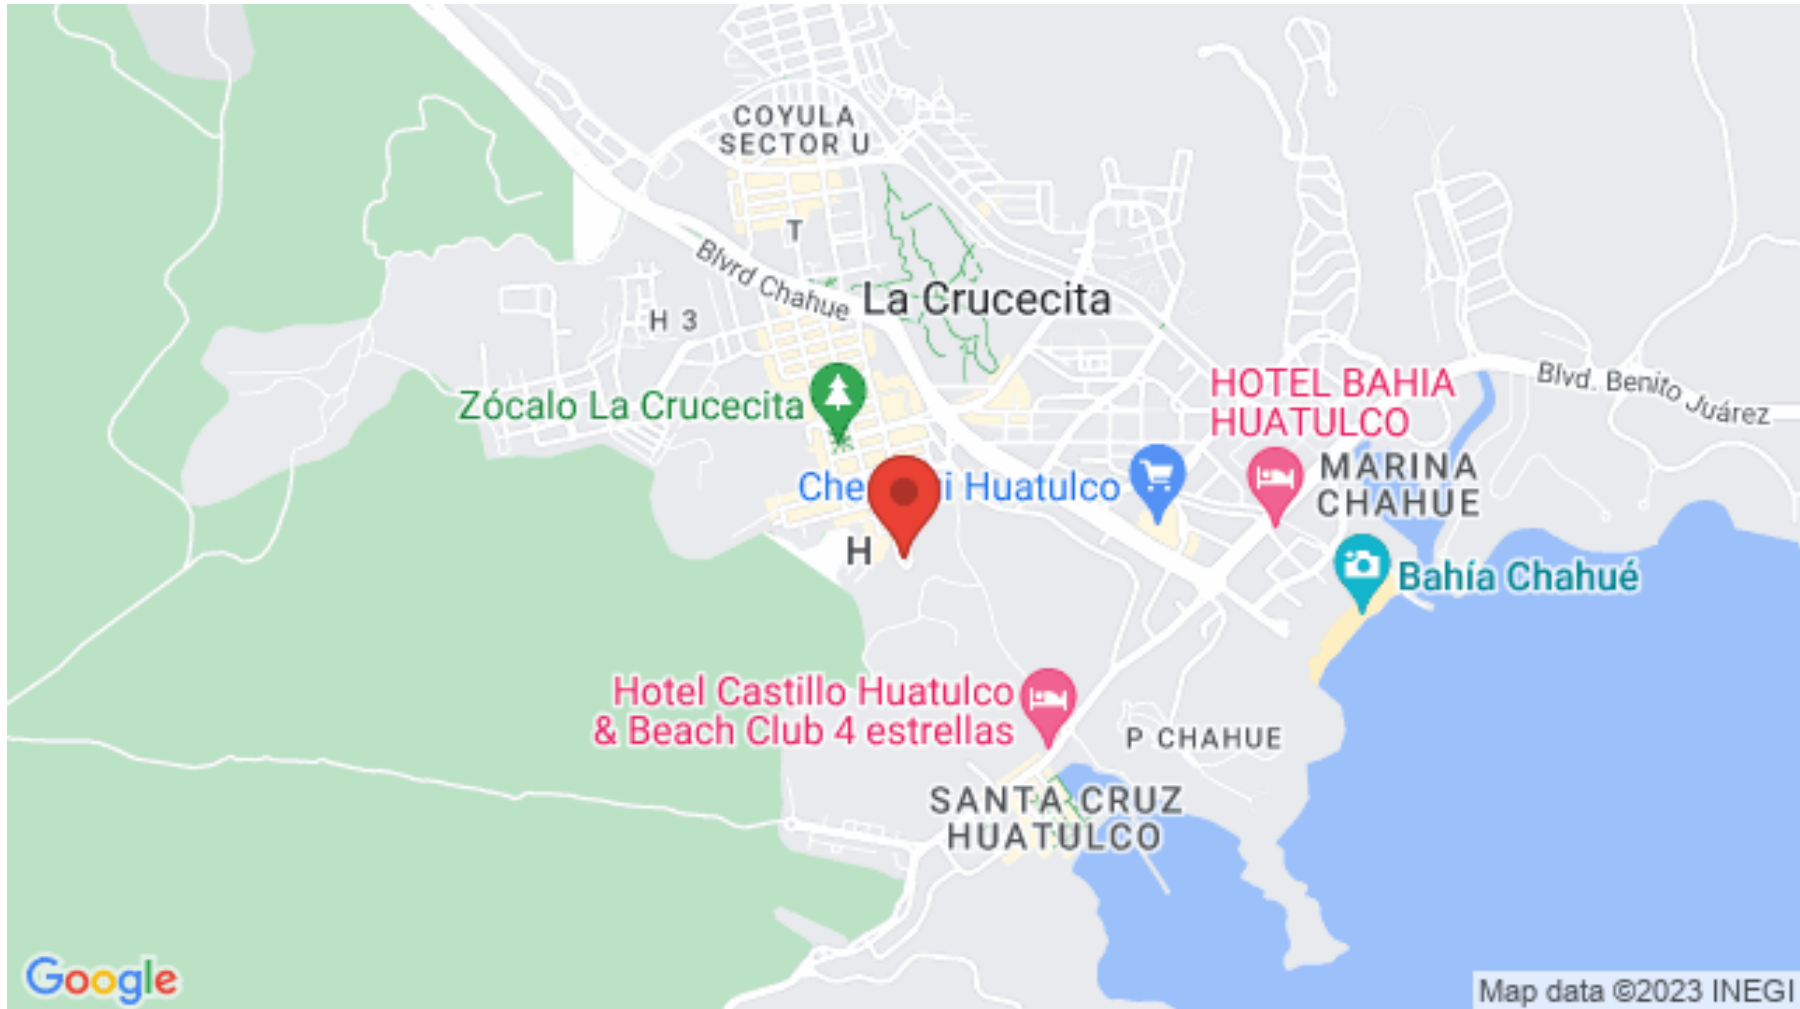 COYULA
SECTOR U
T
Blvrd Chahue
La Crucecita
H 3
Zócalo La Crucecita
HOTEL BAHIA
HUATULCO
Blvd. Benito Juárez
Huatulco
MARINA
CHAHUE
H
Bahía Chahué
Hotel Castillo Huatulco
& Beach Club 4 estrellas
P CHAHUE
SANTA CRUZ
HUATULCO
Google
Map data ©2023 INEGI